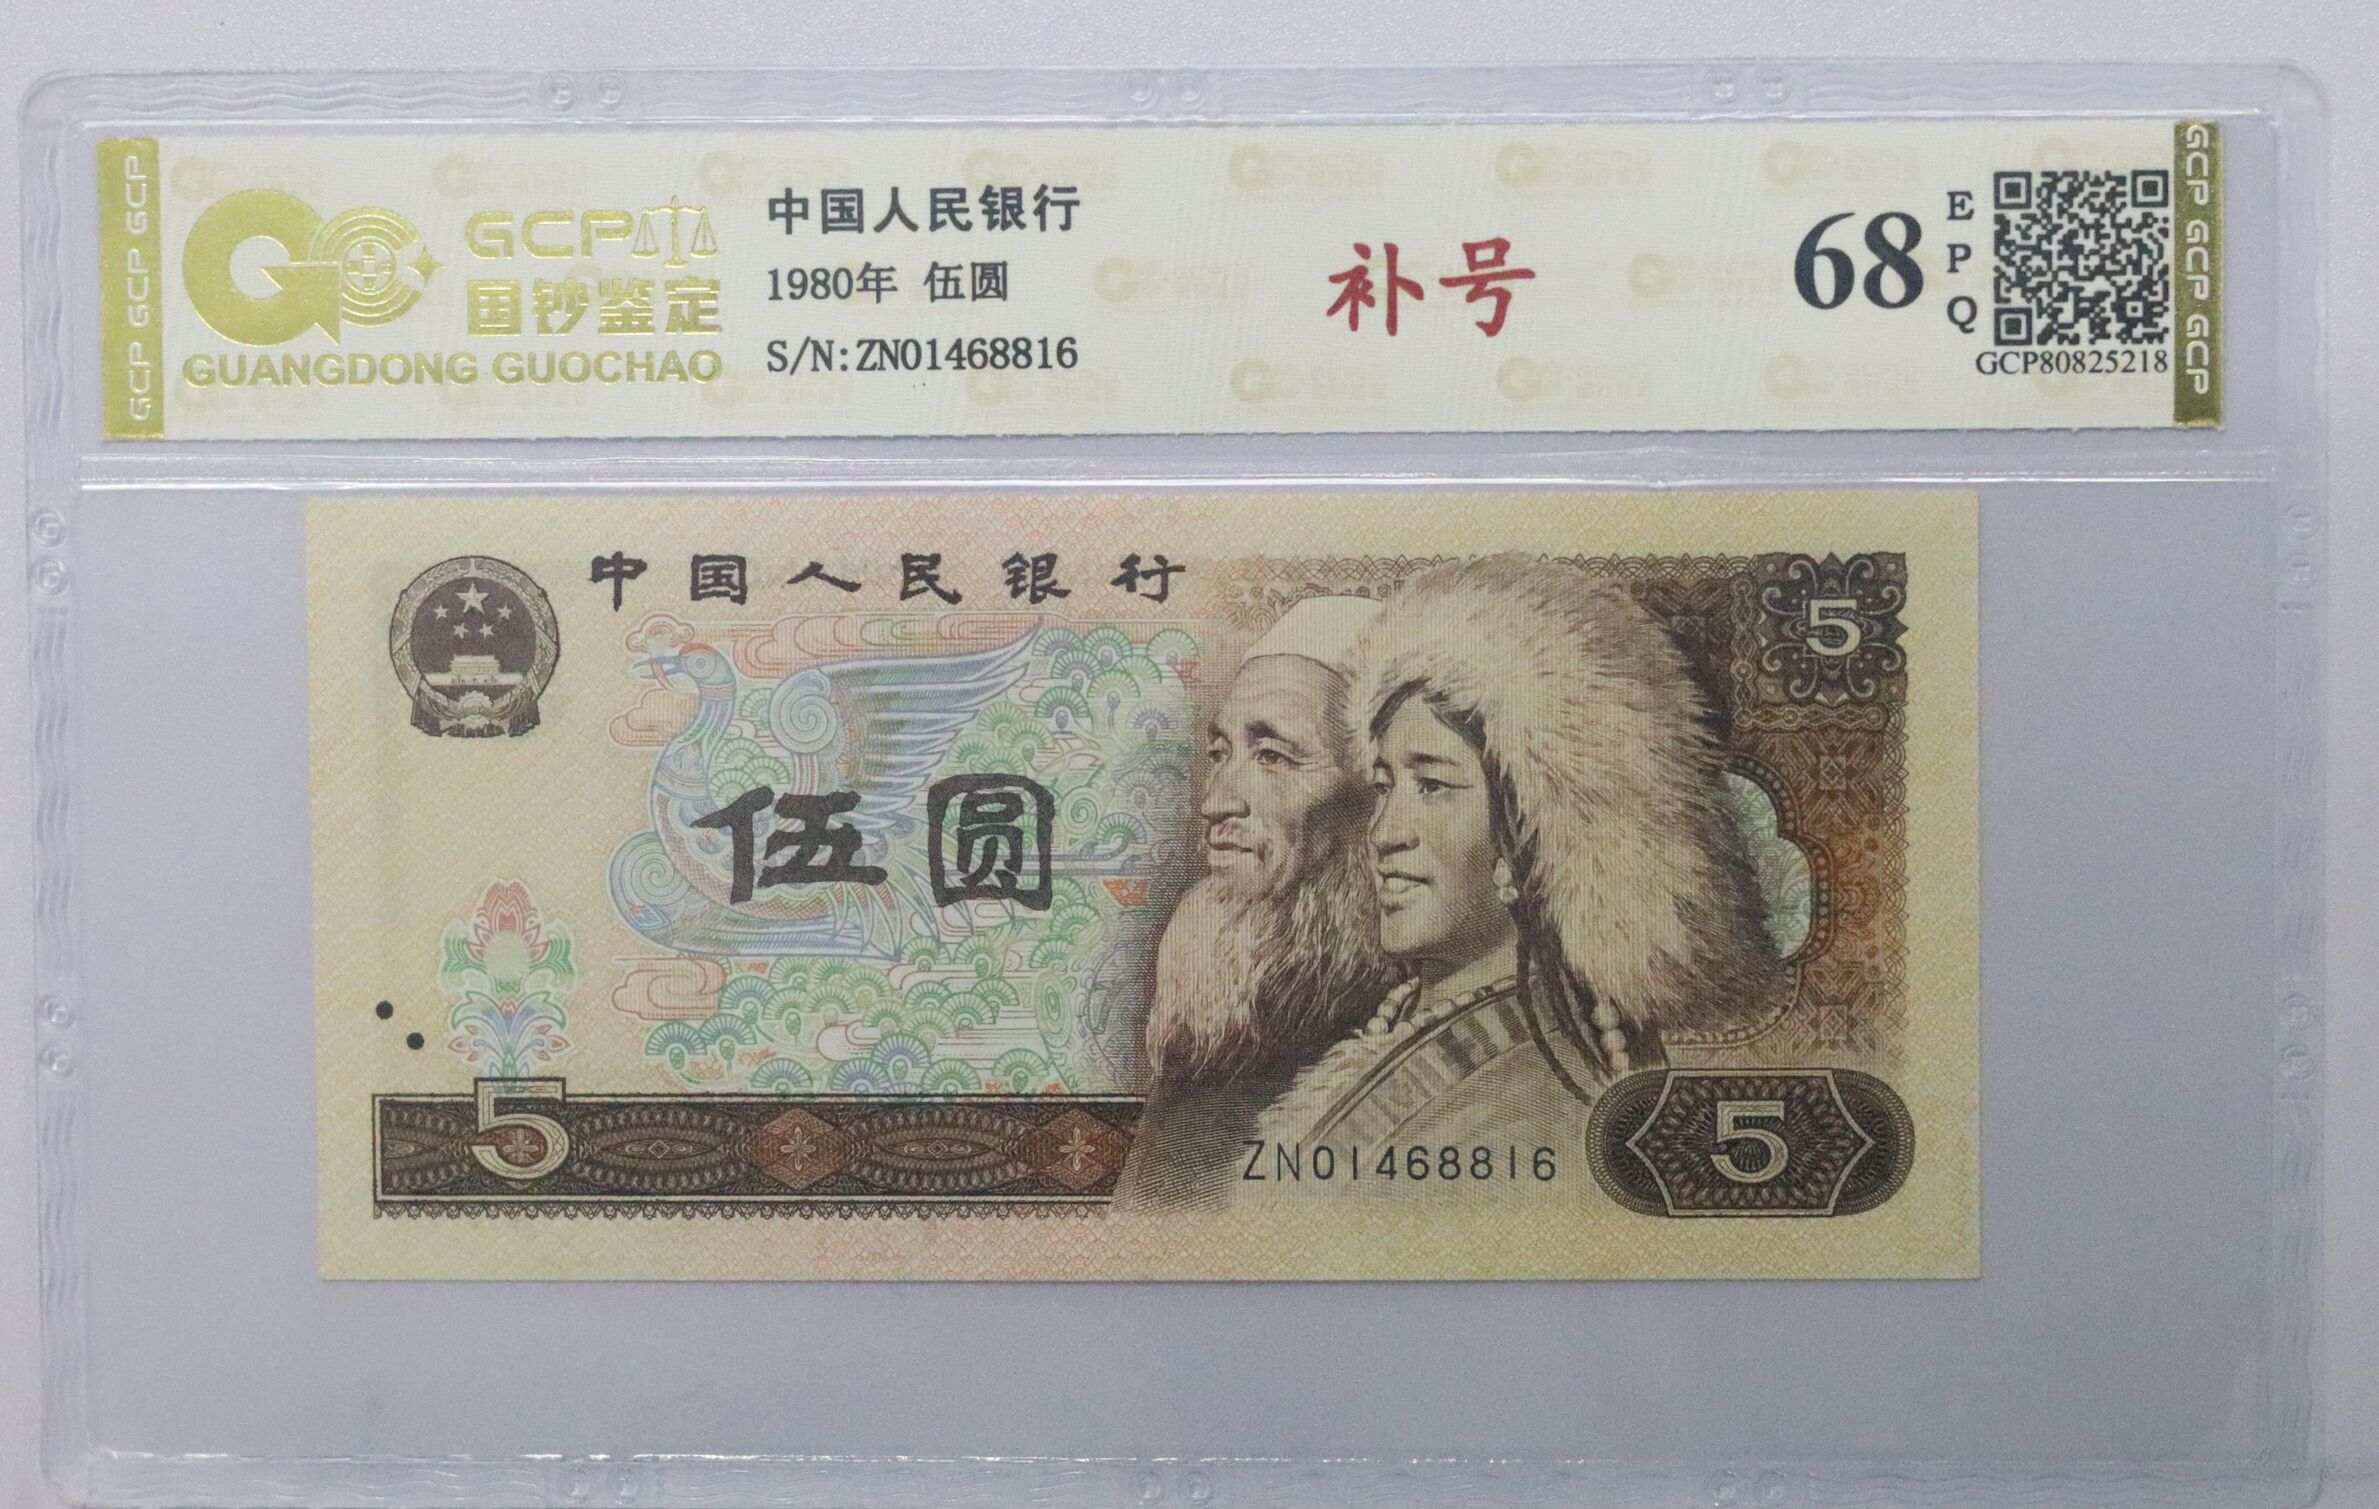 GCP GCP GCP
GCP
国钞鉴定
GUANGDONG GUOCHAO
中国人民银行
1980年 伍圆
S/N:ZN01468816
补号
68
EPQ
GCP80825218
GCP GCP GCP
中国人民银行
5
伍圆
5
ZN01468816
5